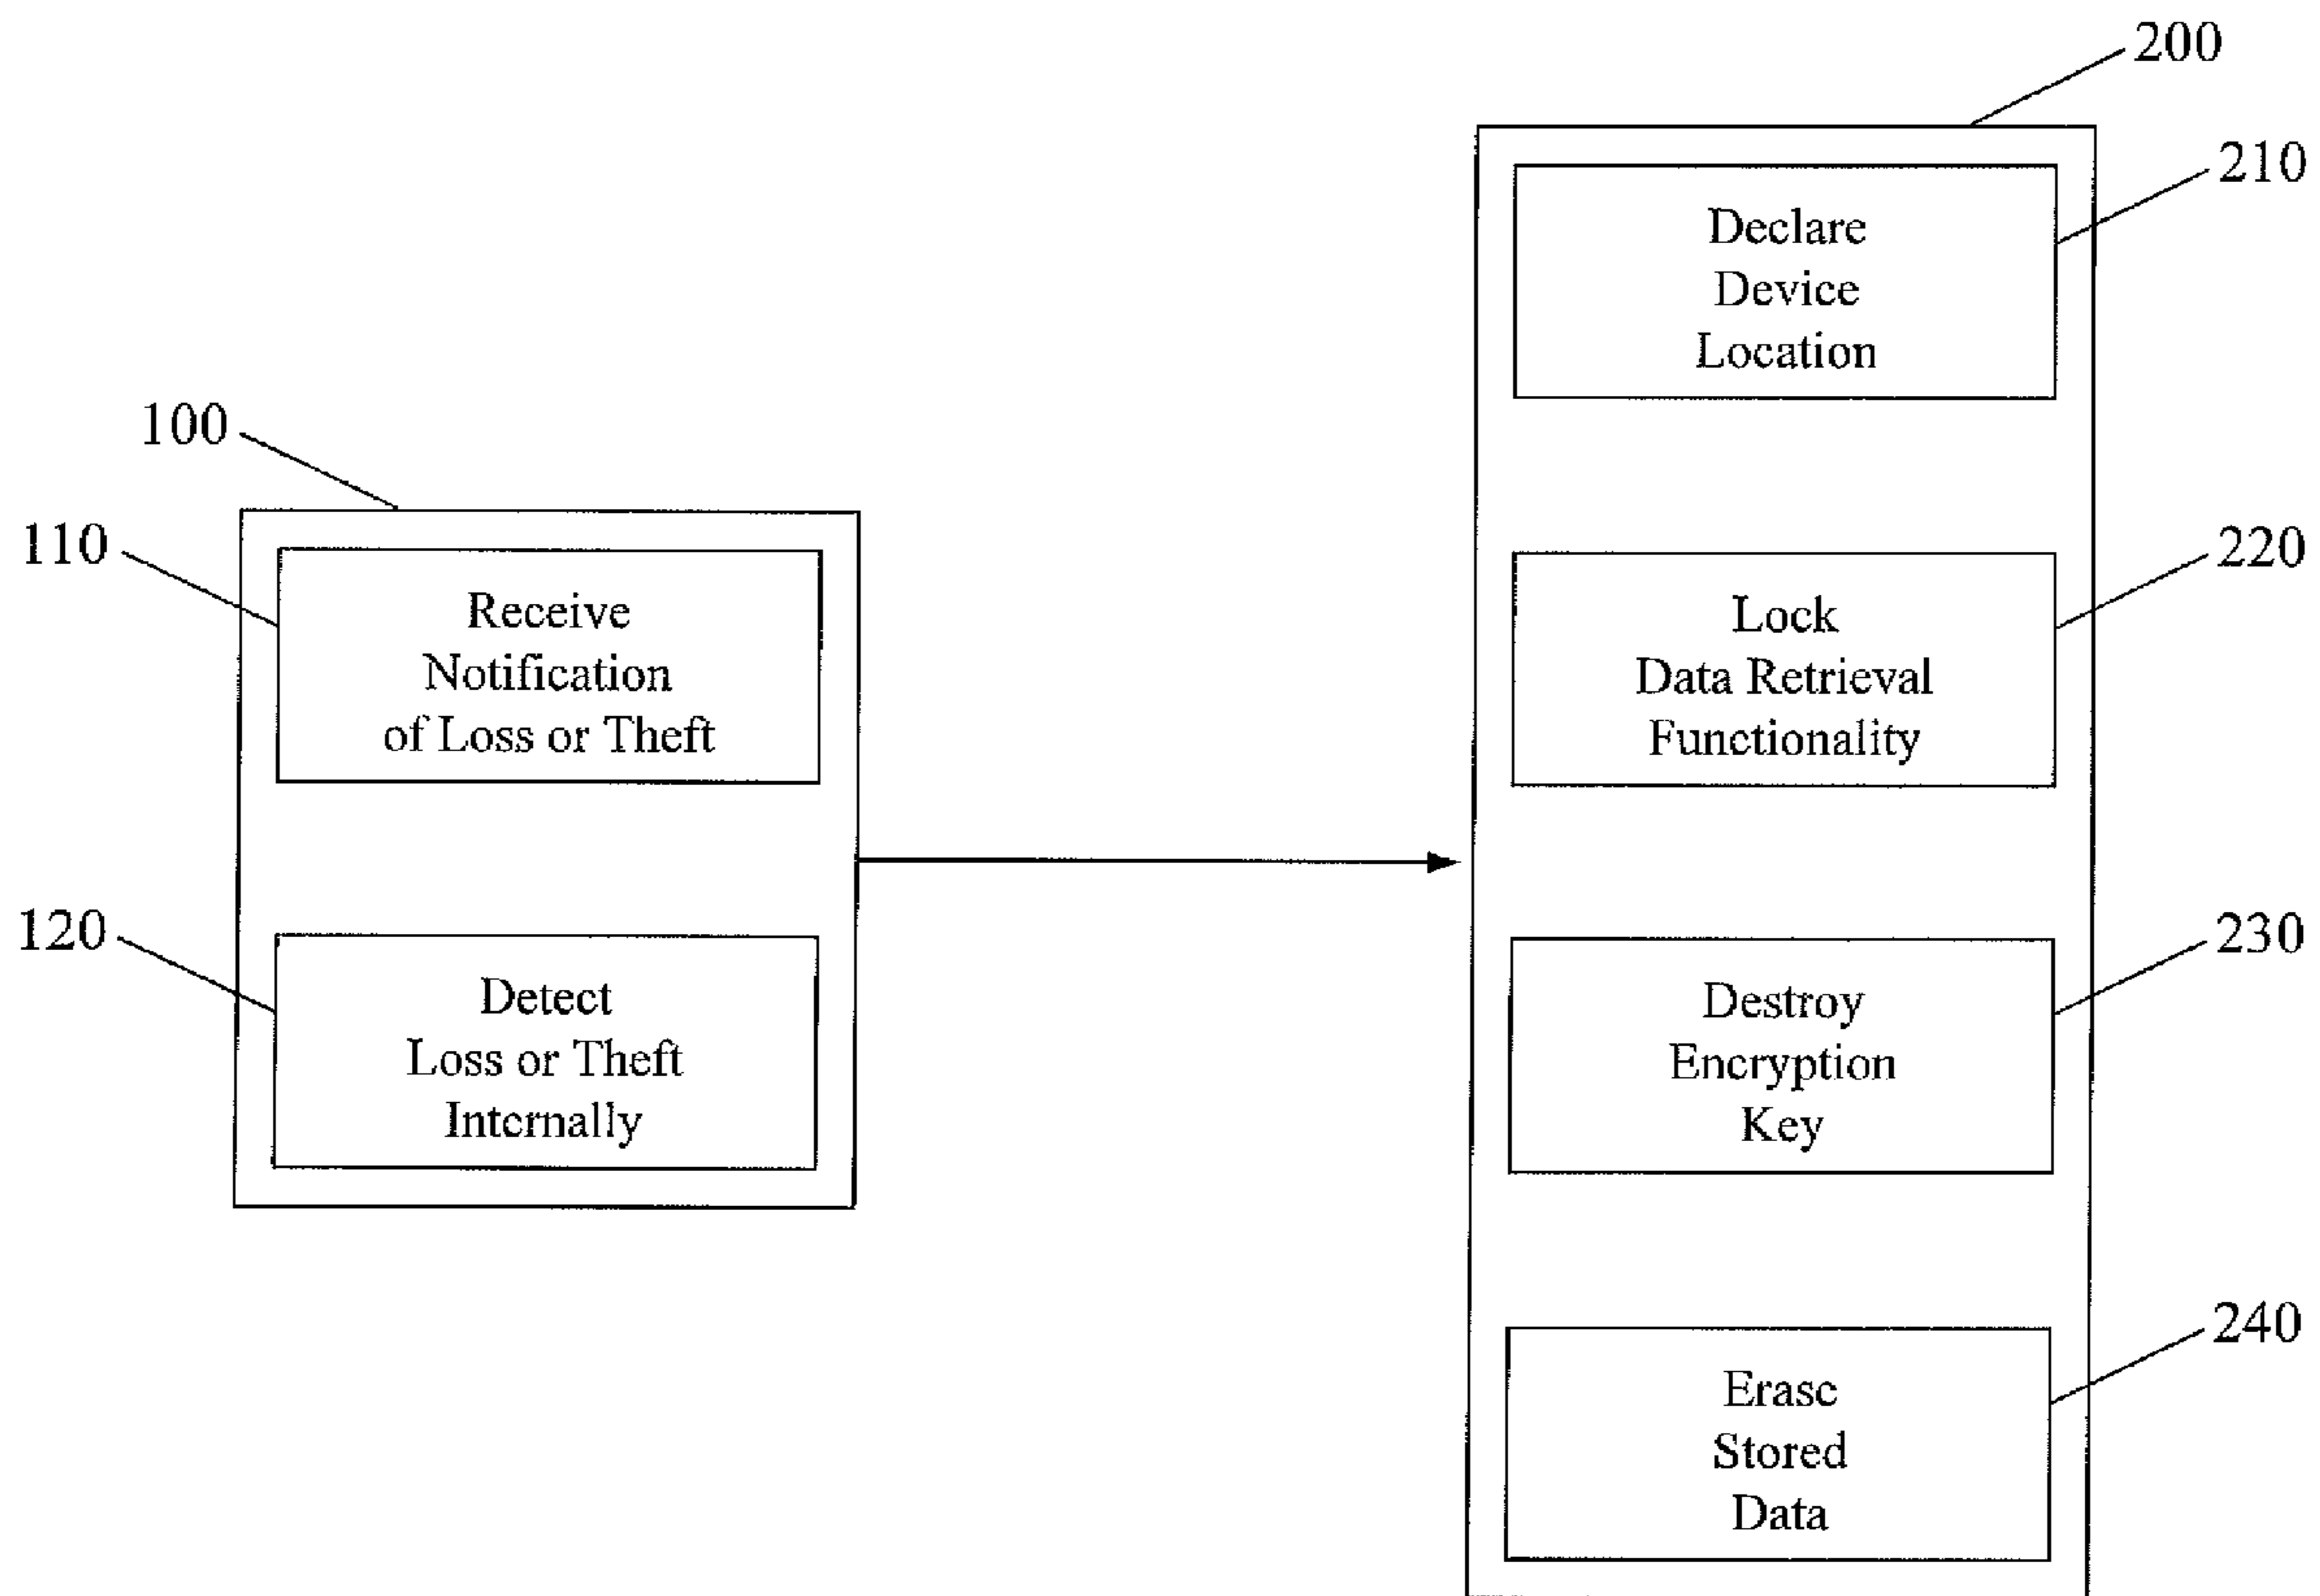 100
110
Receive
Notification
of Loss or Theft
120
Detect
Loss or Theft
Internally
200
210
Declare
Device
Location
220
Lock
Data Retrieval
Functionality
230
Destroy
Encryption
Key
240
Erase
Stored
Data